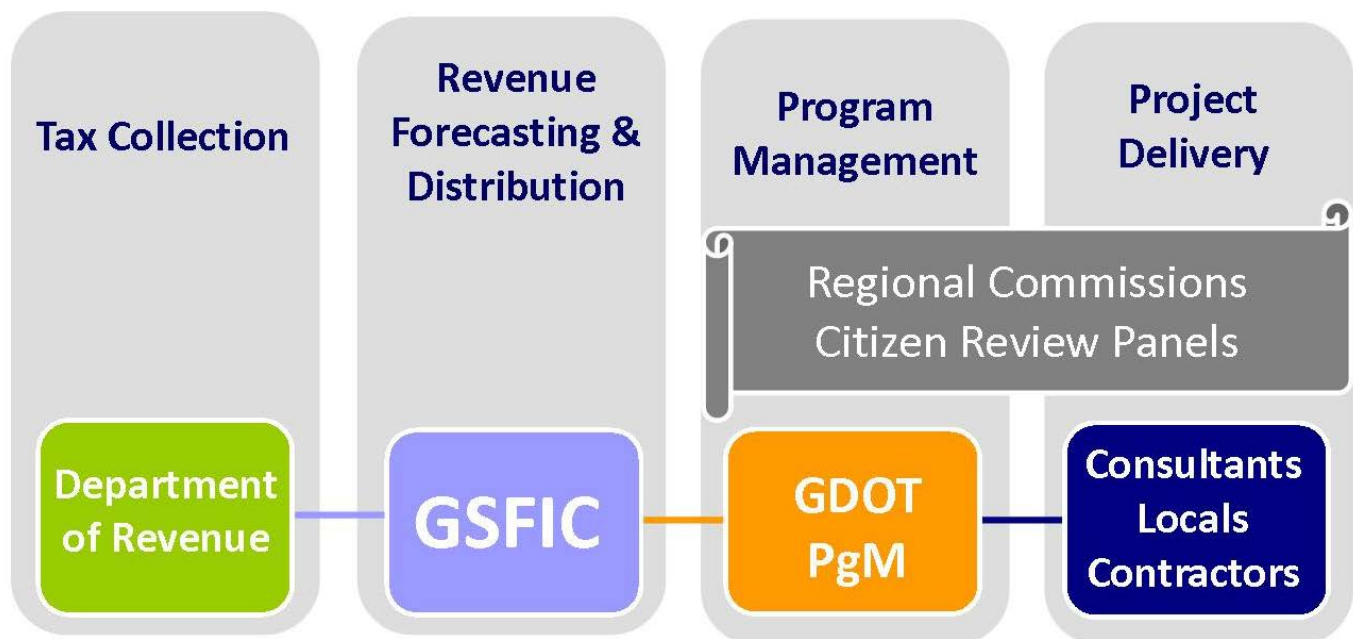 Tax Collection
Revenue
Forecasting &
Distribution
Program
Management
Project
Delivery
Regional Commissions
Citizen Review Panels
Department
of Revenue
GSFIC
GDOT
PgM
Consultants
Locals
Contractors